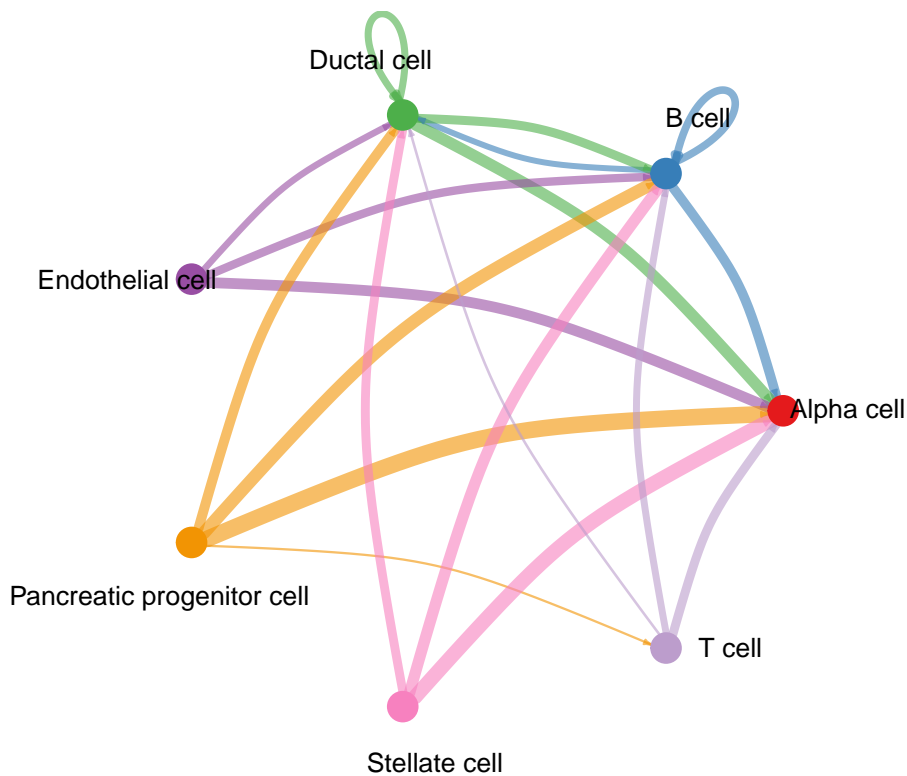 Ductal cell
B cell
Endothelial cell
Alpha cell
Pancreatic progenitor cell
T cell
Stellate cell